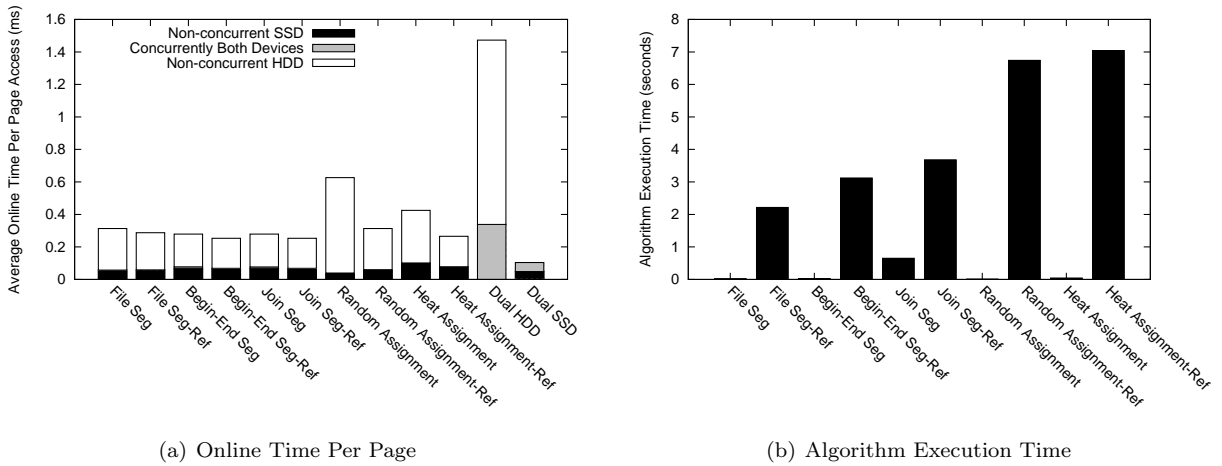 Average Online Time Per Page Access (ms)
1.6
1.4
1.2
1
0.8
0.6
0.4
0.2
0
Non-concurrent SSD
Concurrently Both Devices
Non-concurrent HDD
File Seg
File Seg-Ref
Begin-End Seg
Begin-End Seg-Ref
Join Seg
Join Seg-Ref
Random Assignment
Random Assignment-Ref
Heat Assignment
Heat Assignment-Ref
Dual HDD
Dual SSD
(a) Online Time Per Page
Algorithm Execution Time (seconds)
8
7
6
5
4
3
2
1
0
File Seg
File Seg-Ref
Begin-End Seg
Begin-End Seg-Ref
Join Seg
Join Seg-Ref
Random Assignment
Random Assignment-Ref
Heat Assignment
Heat Assignment-Ref
(b) Algorithm Execution Time